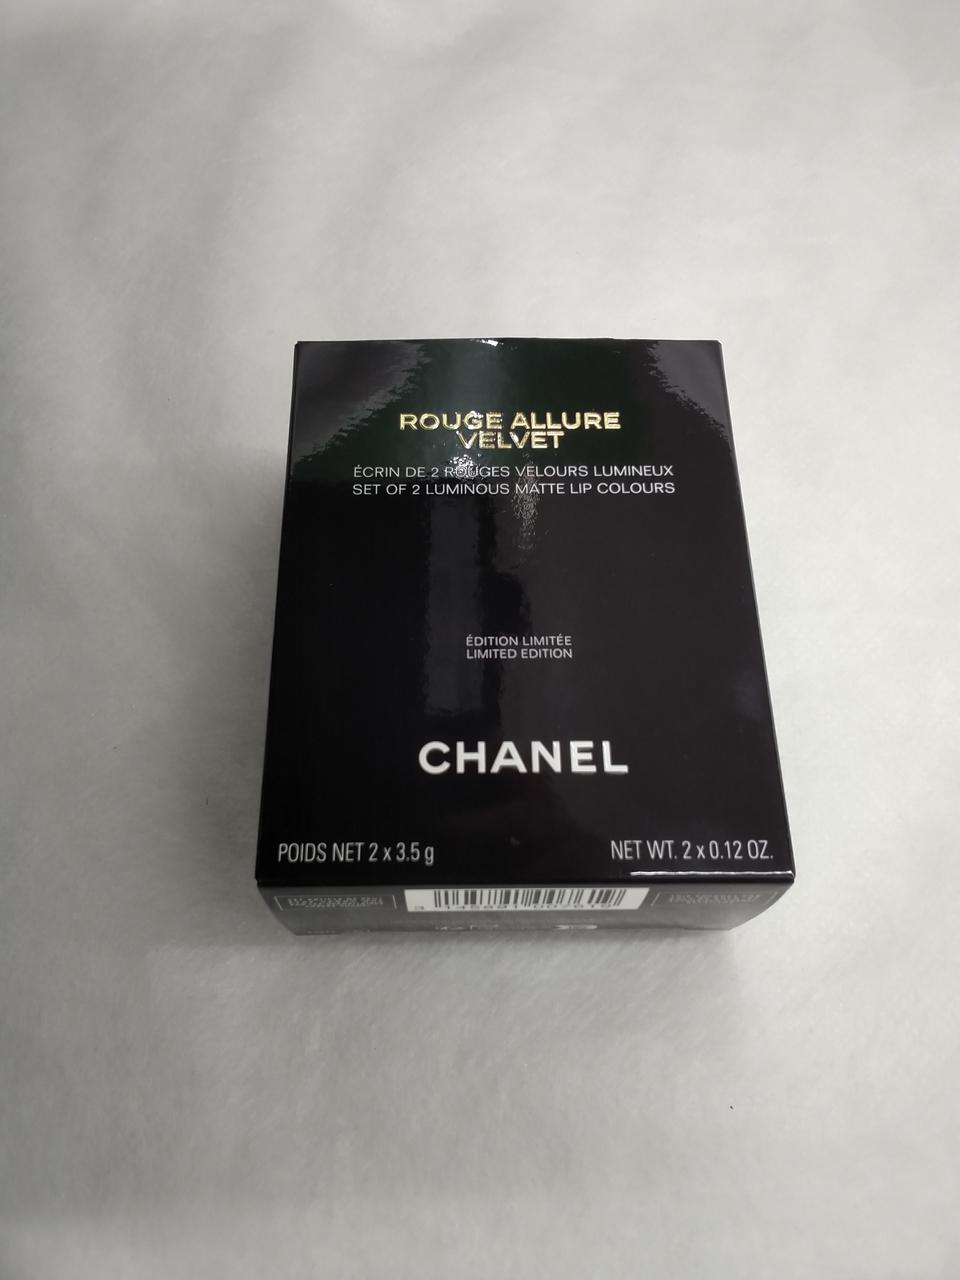 ROUGE ALLURE
VELVET
ÉCRIN DE 2 ROUGES VELOURS LUMINEUX
SET OF 2 LUMINOUS MATTE LIP COLOURS
ÉDITION LIMITÉE
LIMITED EDITION
CHANEL
POIDS NET 2 x 3.5 g
NET WT. 2 x 0.12 OZ.